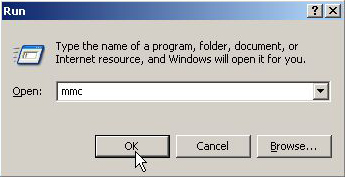 Run
Type the name of a program, folder, document, or
Internet resource, and Windows will open it for you.
Open: mmc
OK Cancel Browse...